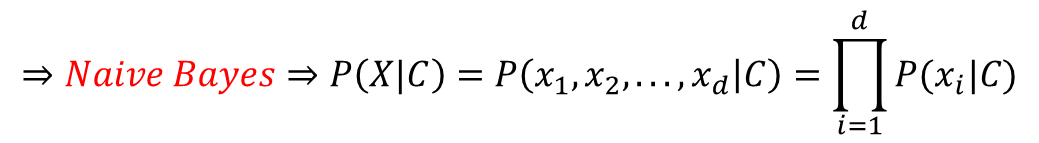 ⇒ Naive Bayes ⇒ P(X|C) = P(x₁, x₂, . . . , x_d|C) = ∏_{i=1}^{d} P(x_i|C)